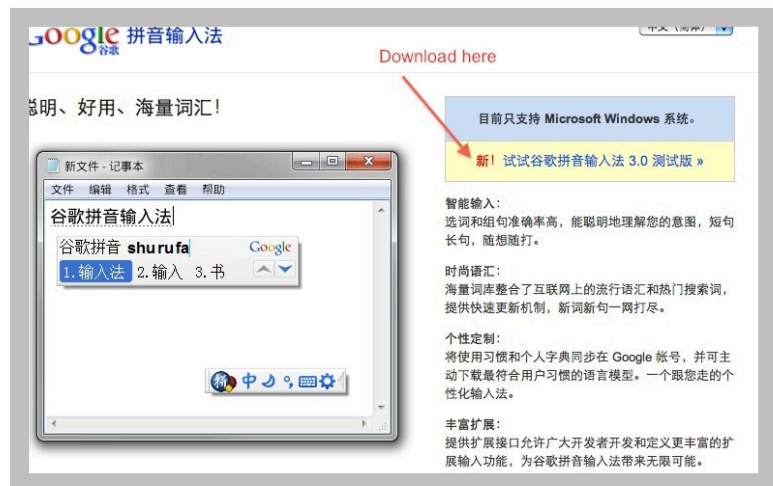 Google 拼音输入法
谷歌
中文（简体）
Download here
聪明、好用、海量词汇！
目前只支持 Microsoft Windows 系统。
新！试试谷歌拼音输入法 3.0 测试版 »
新文件 - 记事本
文件 编辑 格式 查看 帮助
谷歌拼音输入法
谷歌拼音 shurufa Google
1.输入法 2.输入 3.书
拼 中
智能输入：
选词和组句准确率高，能聪明地理解您的意图，短句
长句，随想随打。
时尚语汇：
海量词库整合了互联网上的流行语汇和热门搜索词，
提供快速更新机制，新词新句一网打尽。
个性定制：
将使用习惯和个人字典同步在 Google 帐号，并可主
动下载最符合用户习惯的语言模型。一个跟您走的个
性化输入法。
丰富扩展：
提供扩展接口允许广大开发者开发和定义更丰富的扩
展输入功能，为谷歌拼音输入法带来无限可能。